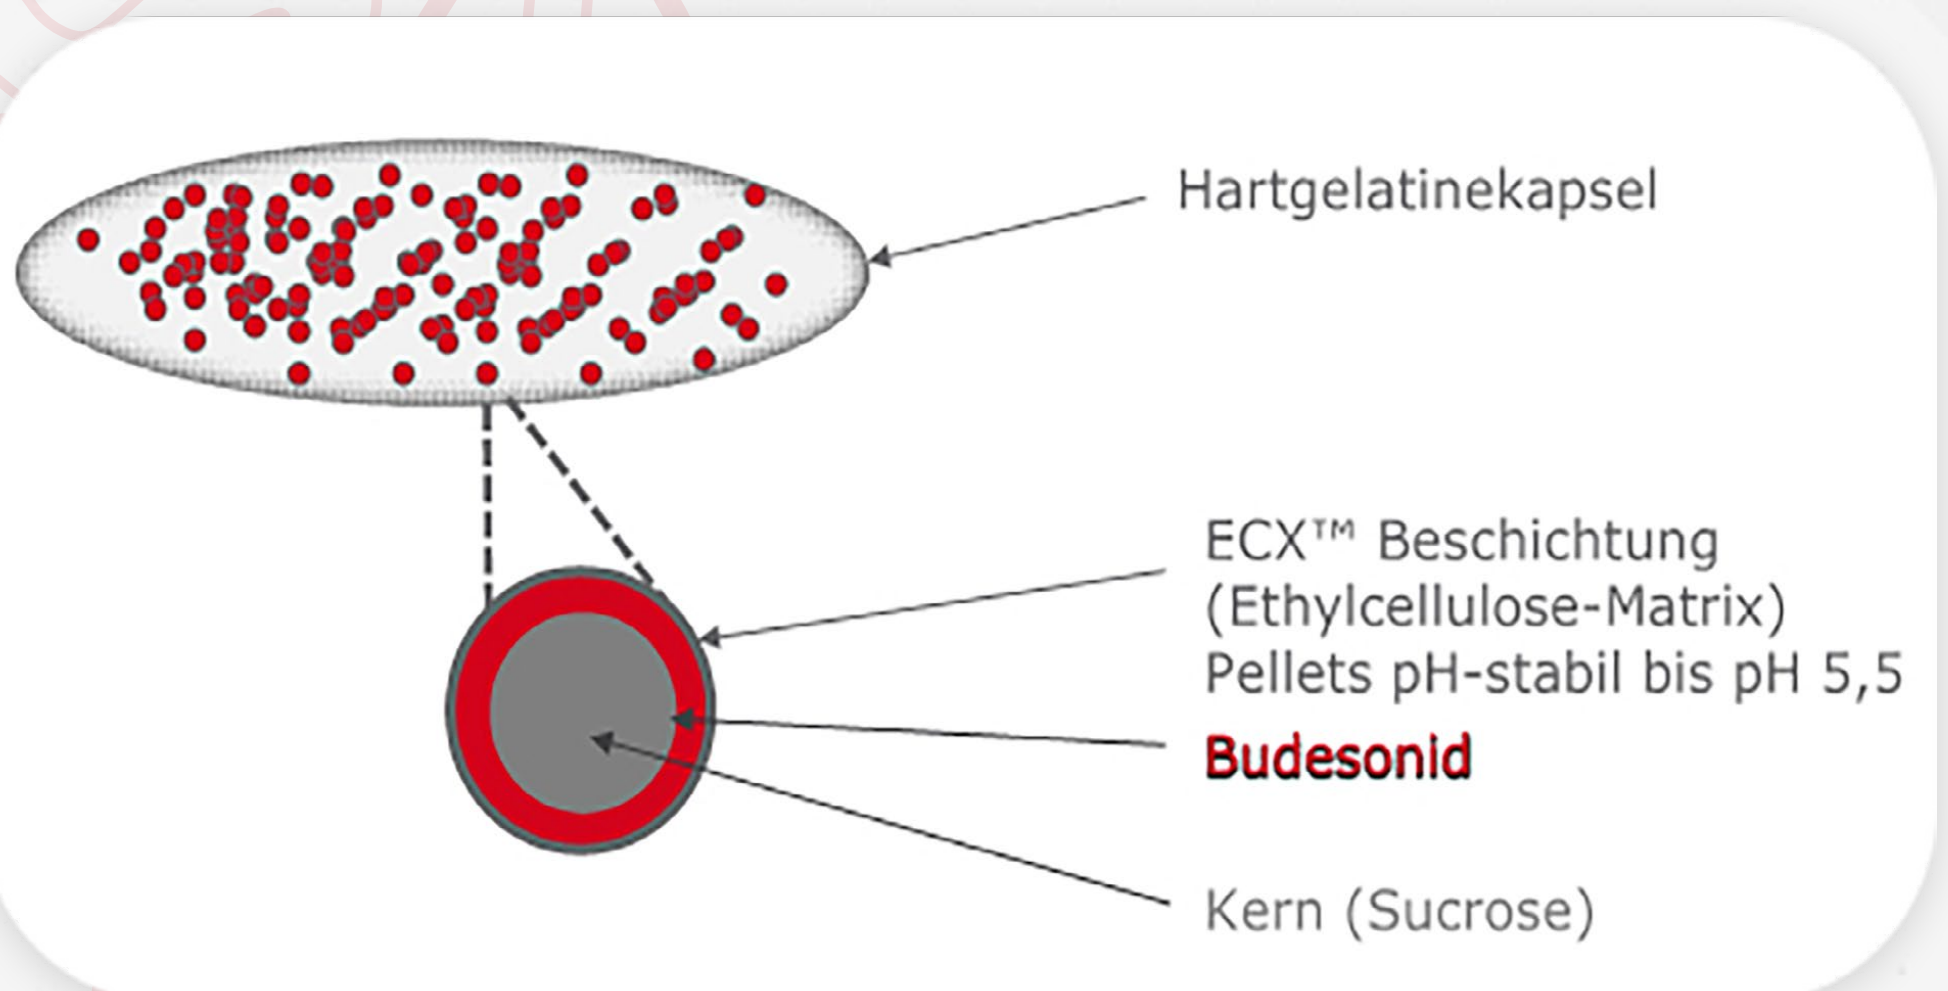 Hartgelatinekapsel
ECX™ Beschichtung
(Ethylcellulose-Matrix)
Pellets pH-stabil bis pH 5,5
Budesonid
Kern (Sucrose)